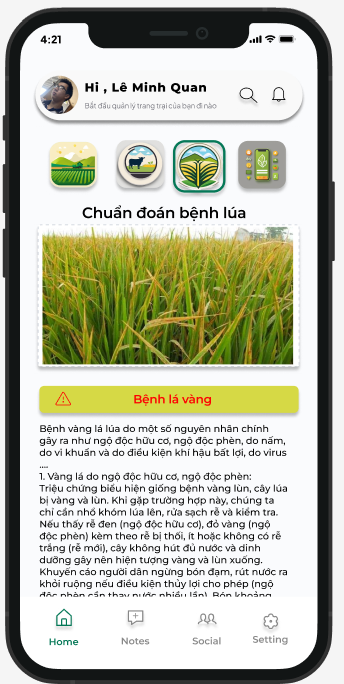 4:21
Hi , Lê Minh Quan
Bắt đầu quản lý trang trại của bạn đi nào
Chuẩn đoán bệnh lúa
Bệnh lá vàng
Bệnh vàng lá lúa do một số nguyên nhân chính
gây ra như ngộ độc hữu cơ, ngộ độc phèn, do nấm,
do vi khuẩn và do điều kiện khí hậu bất lợi, do virus
....
1. Vàng lá do ngộ độc hữu cơ, ngộ độc phèn:
Triệu chứng biểu hiện giống bệnh vàng lùn, cây lúa
bị vàng và lùn. Khi gặp trường hợp này, chúng ta
chỉ cần nhổ khóm lúa lên, rửa sạch rễ và kiểm tra.
Nếu thấy rễ đen (ngộ độc hữu cơ), đỏ vàng (ngộ
độc phèn) kèm theo rễ bị thối, ít hoặc không có rễ
trắng (rễ mới), cây không hút đủ nước và dinh
dưỡng gây nên hiện tượng vàng và lùn xuống.
Khuyến cáo người dân ngừng bón đạm, rút nước ra
khỏi ruộng nếu điều kiện thủy lợi cho phép (ngộ
độc phèn cần thay nước nhiều lần). Bón khoảng
Home
Notes
Social
Setting